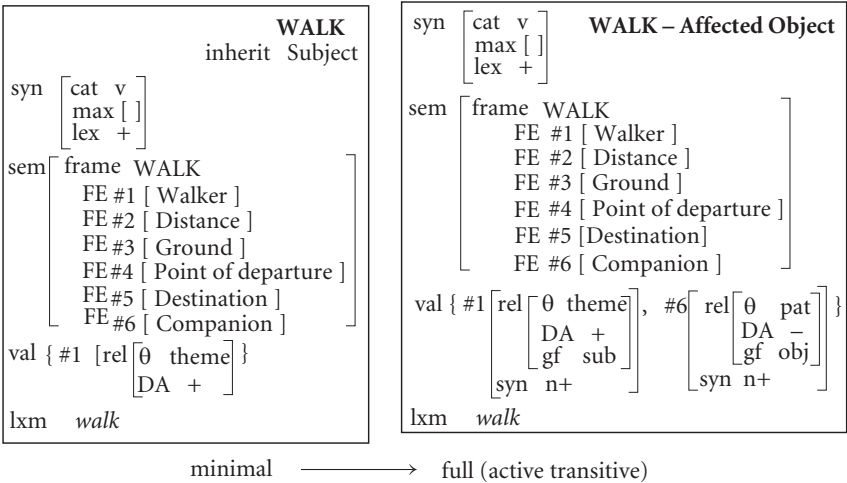 WALK
inherit Subject
syn [cat v
max [ ]
lex +]
sem [frame WALK
FE #1 [ Walker ]
FE #2 [ Distance ]
FE #3 [ Ground ]
FE #4 [ Point of departure ]
FE #5 [ Destination ]
FE #6 [ Companion ]]
val { #1 [rel [θ theme
DA +] }
lxm walk
WALK – Affected Object
syn [cat v
max [ ]
lex +]
sem [frame WALK
FE #1 [ Walker ]
FE #2 [ Distance ]
FE #3 [ Ground ]
FE #4 [ Point of departure ]
FE #5 [Destination]
FE #6 [ Companion ]]
val { #1 [rel [θ theme], #6 [rel [θ pat] }
DA + DA –
gf sub gf obj
syn n+ syn n+
lxm walk
minimal → full (active transitive)